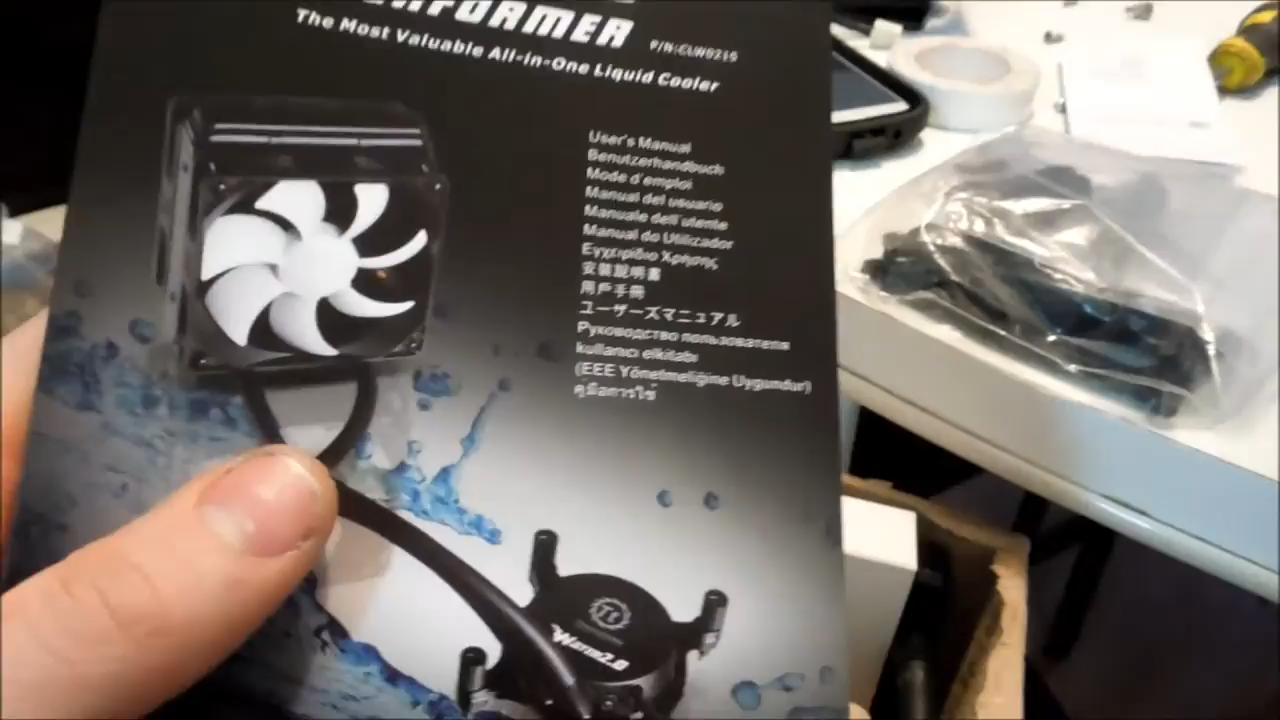 The Most Valuable All-in-One Liquid Cooler
User's Manual
Benutzerhandbuch
Mode d'emploi
Manual del usuario
Manuale dell'utente
Manual do Utilizador
Εγχειρίδιο Χρήσης
安裝說明書
用戶手冊
ユーザーズマニュアル
Руководство пользователя
kullanıcı elkitabı
(EEE Yönetmeliğine Uygundur)
คู่มือการใช้
Tt
Water2.0